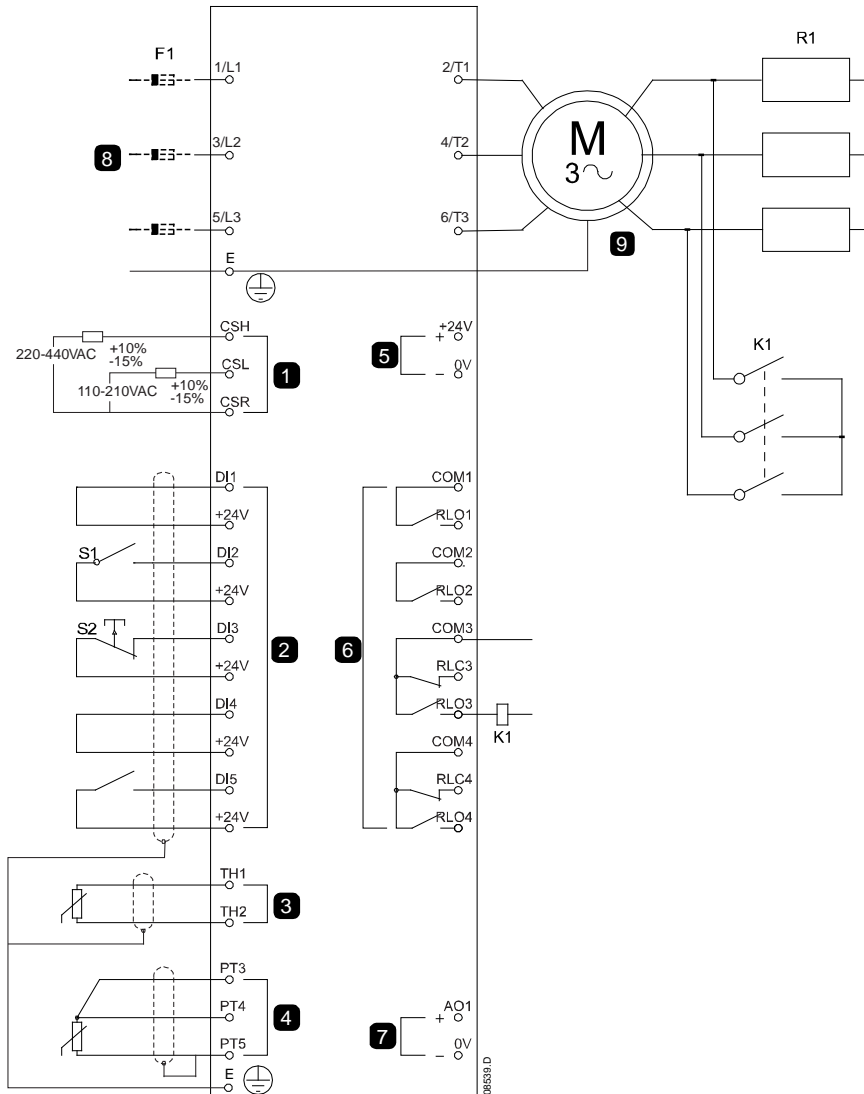 F1
R1
1/L1
2/T1
8
3/L2
4/T2
M
3
5/L3
6/T3
9
E
CSH
+24V
+
K1
220-440VAC
+10%
-15%
CSL
1
5
0V
-
110-210VAC
+10%
-15%
CSR
DI1
COM1
+24V
RLO1
S1
DI2
COM2
+24V
RLO2
S2
DI3
COM3
2
6
+24V
RLC3
DI4
RLO3
K1
+24V
COM4
DI5
RLC4
+24V
RLO4
TH1
3
TH2
PT3
PT4
4
PT5
E
AO1
+
7
0V
-
08539.D